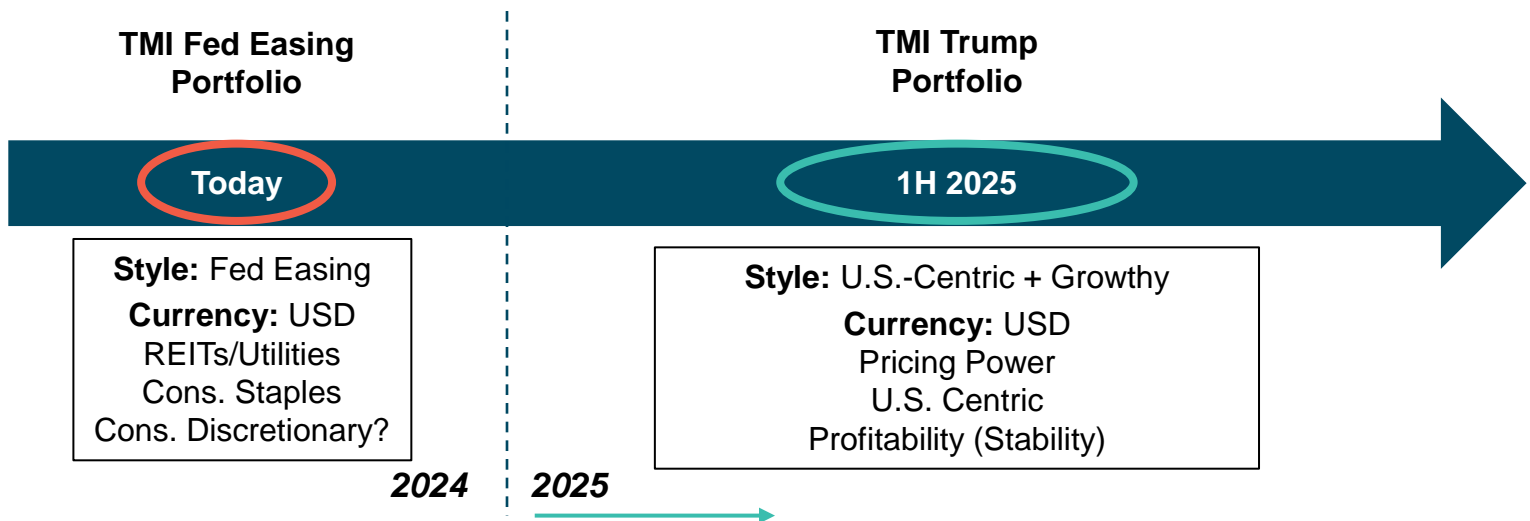 TMI Fed Easing
Portfolio
TMI Trump
Portfolio
Today
1H 2025
Style: Fed Easing
Currency: USD
REITs/Utilities
Cons. Staples
Cons. Discretionary?
Style: U.S.-Centric + Growthy
Currency: USD
Pricing Power
U.S. Centric
Profitability (Stability)
2024
2025